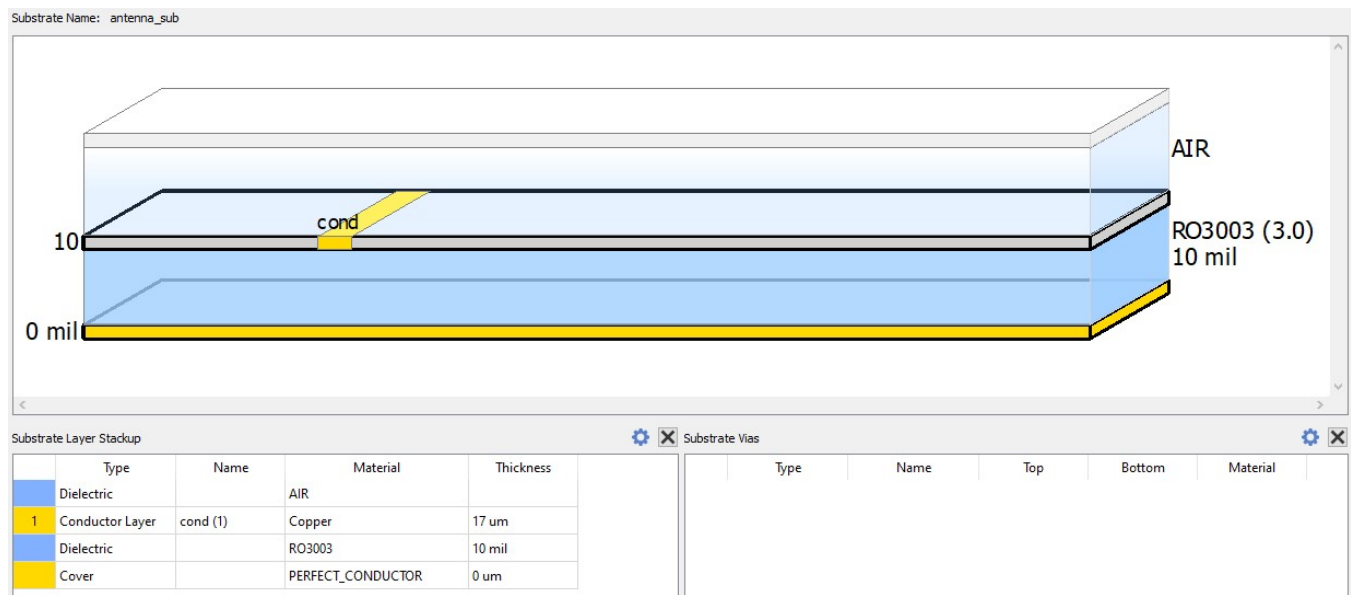 Substrate Name: antenna_sub
AIR
cond
10
RO3003 (3.0)
10 mil
0 mil
Substrate Layer Stackup
Type Name Material Thickness
Dielectric AIR
1 Conductor Layer cond (1) Copper 17 um
Dielectric RO3003 10 mil
Cover PERFECT_CONDUCTOR 0 um
Substrate Vias
Type Name Top Bottom Material